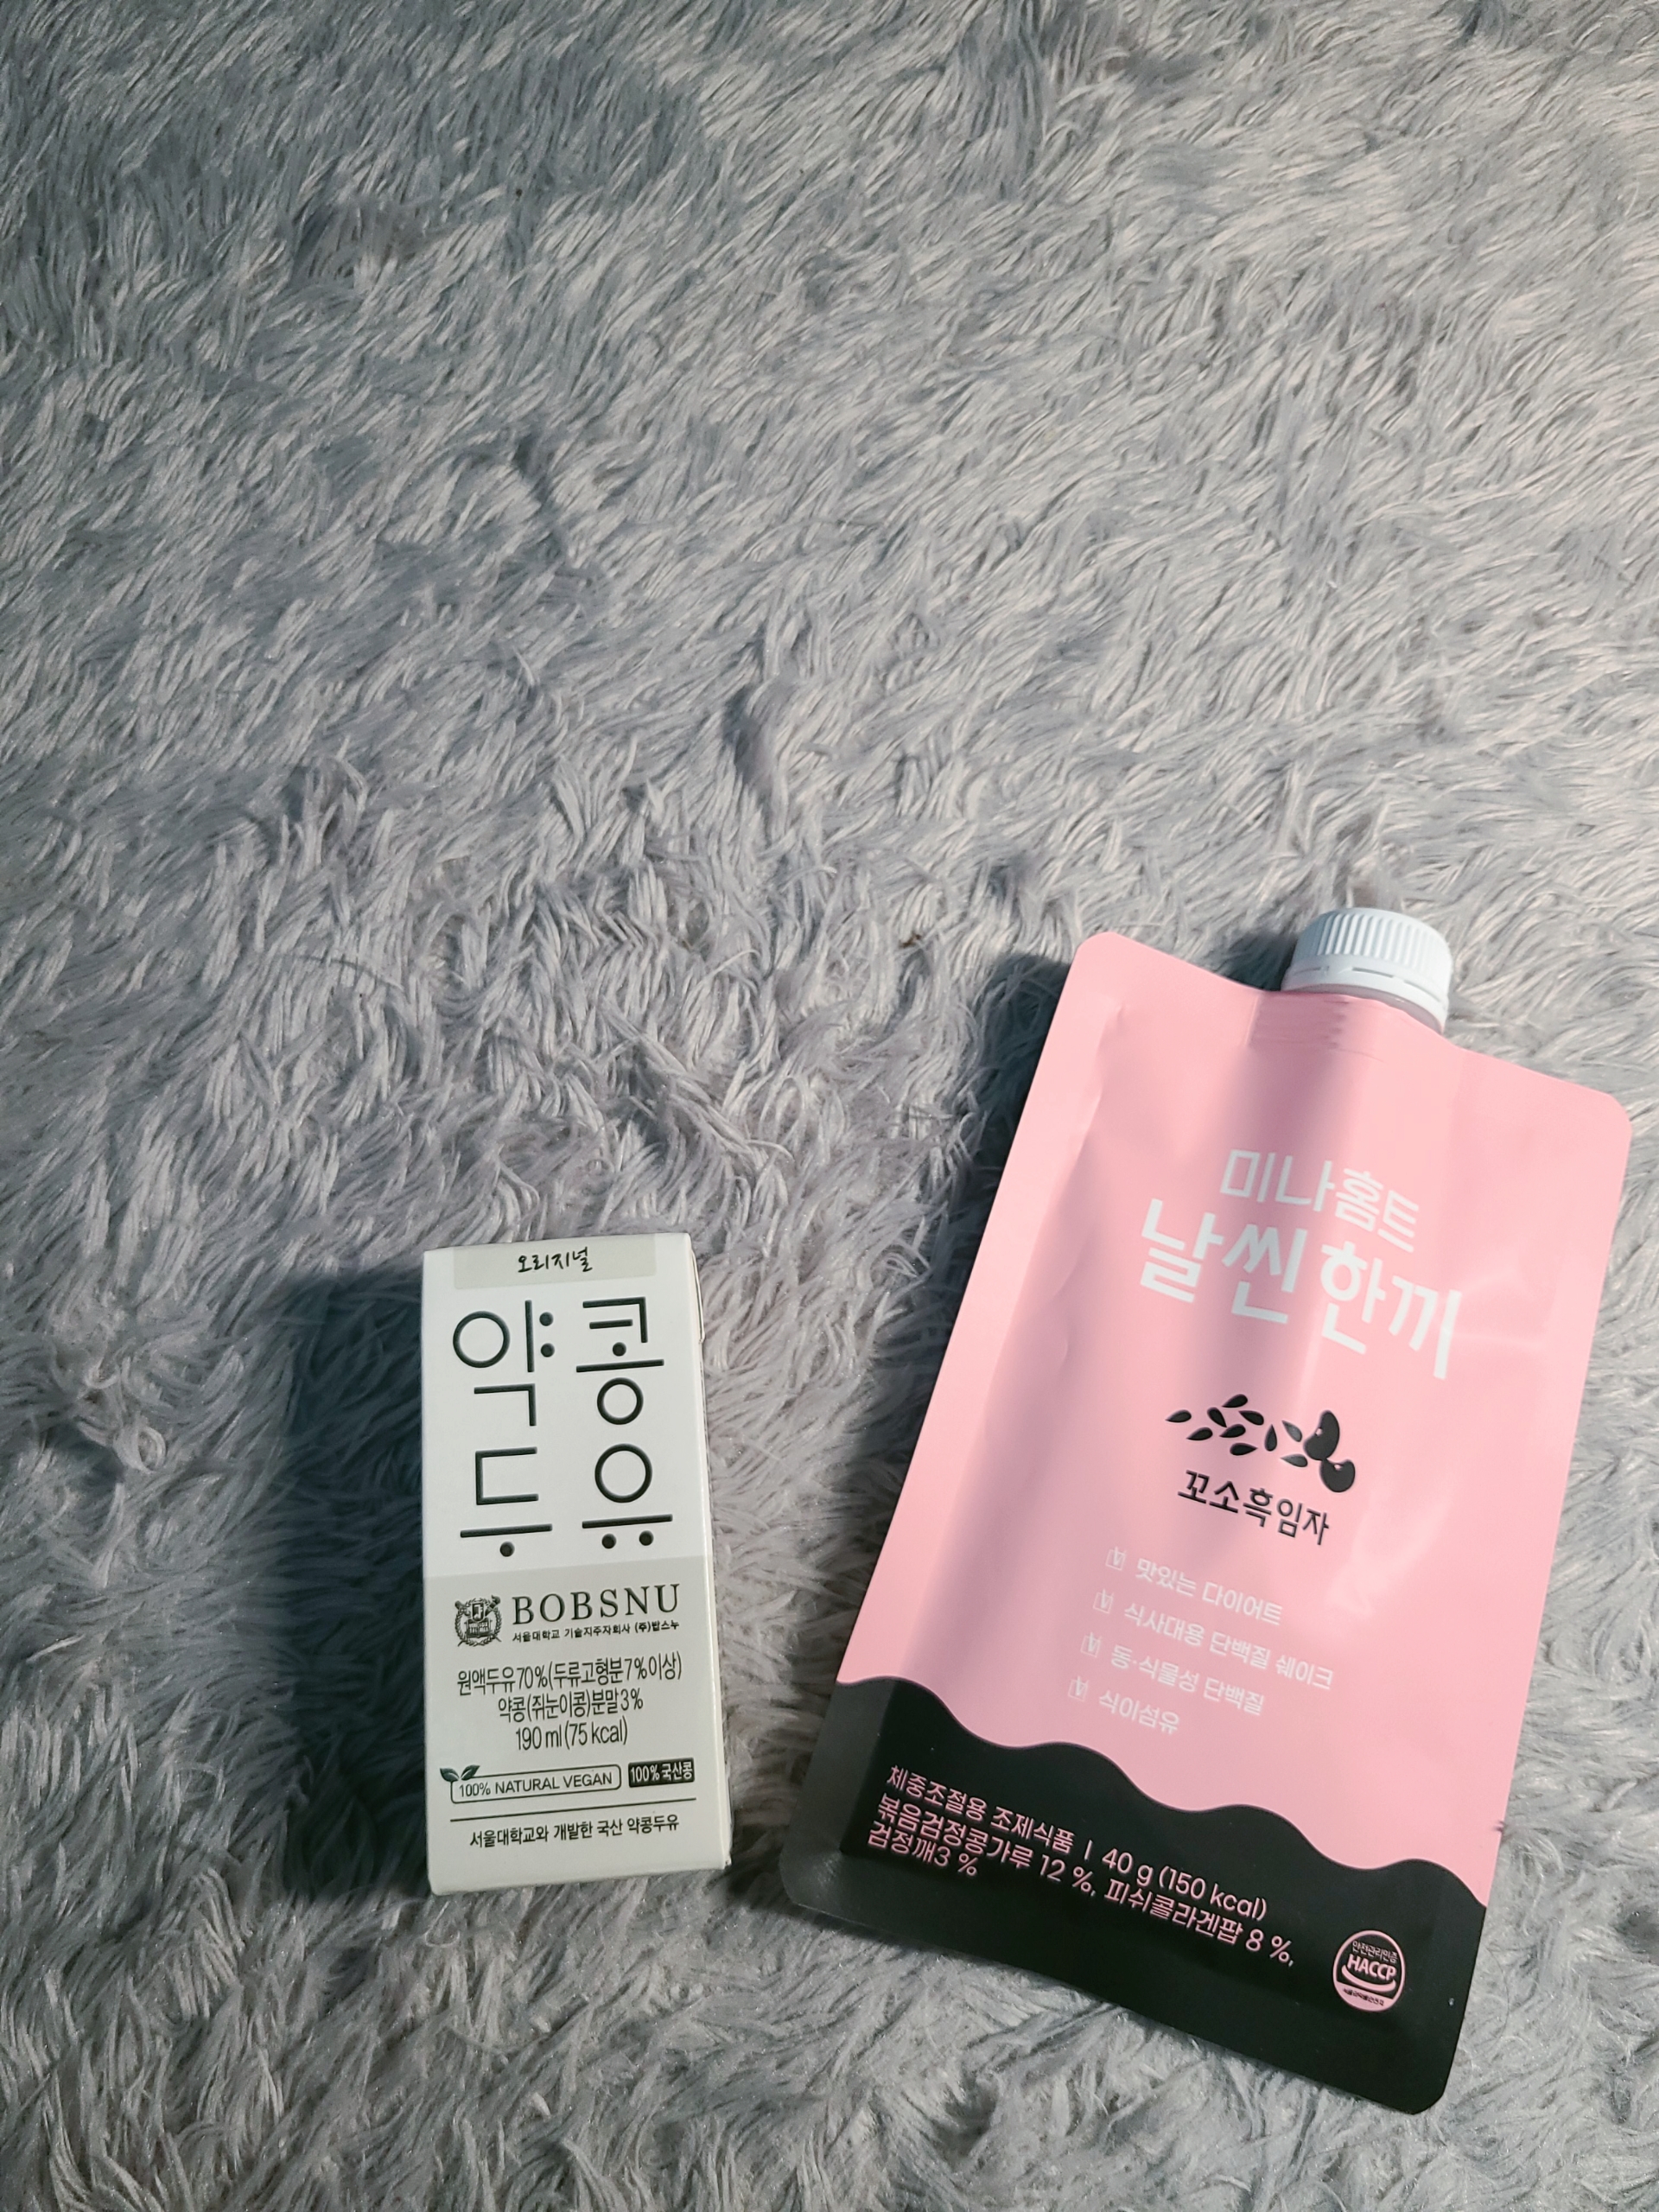 오리지널
약콩
두유
BOBSNU
서울대학교 기술지주자회사 (주)밥스누
원액두유70%(두류고형분7%이상)
약콩(쥐눈이콩)분말3%
190 ml(75 kcal)
100% NATURAL VEGAN
100% 국산콩
서울대학교와 개발한 국산 약콩두유
미나홈트
날씬한끼
꼬소흑임자
맛있는 다이어트
식사대용 단백질 쉐이크
동·식물성 단백질
식이섬유
체중조절용 조제식품 | 40 g (150 kcal)
볶음검정콩가루 12 %, 피쉬콜라겐팝 8 %,
검정깨3 %
안전관리인증
HACCP